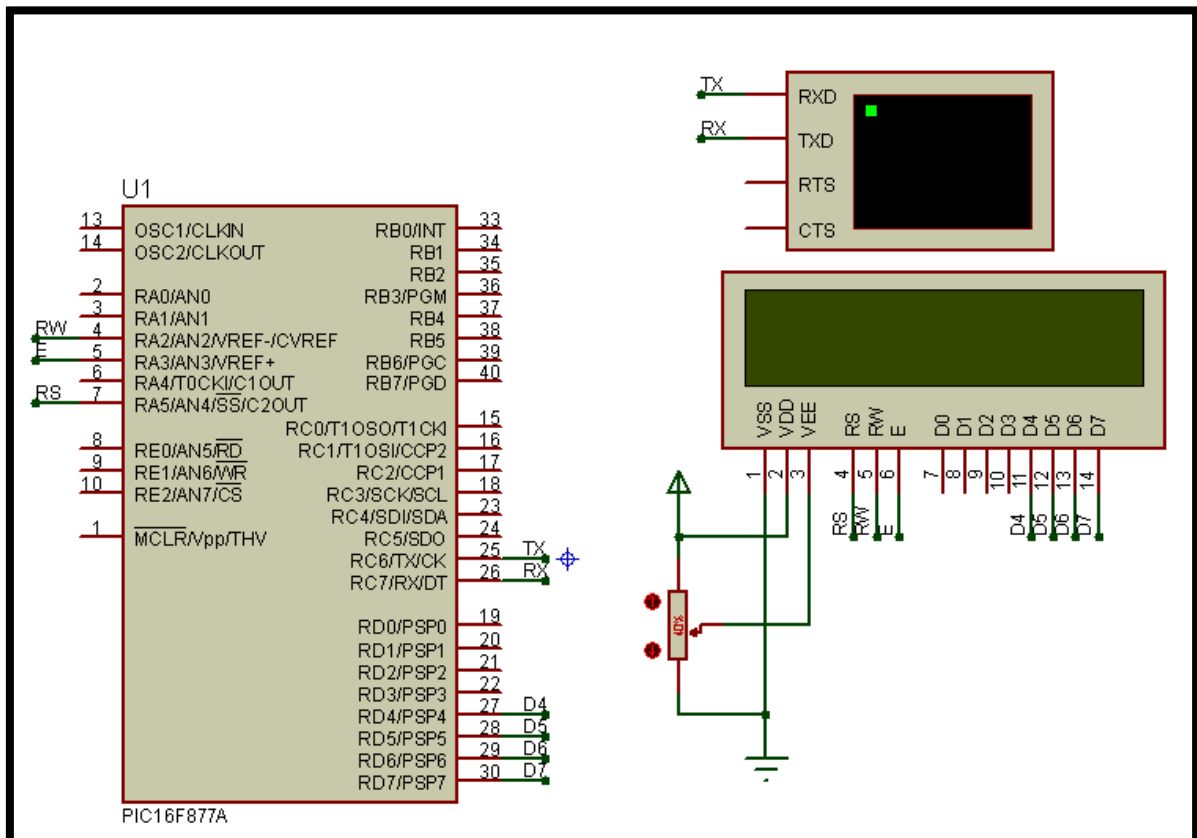 U1
13 OSC1/CLKIN
14 OSC2/CLKOUT
2 RA0/AN0
3 RA1/AN1
RW 4 RA2/AN2/VREF-/CVREF
E 5 RA3/AN3/VREF+
6 RA4/T0CKI/C1OUT
RS 7 RA5/AN4/SS/C2OUT
8 RE0/AN5/RD
9 RE1/AN6/WR
10 RE2/AN7/CS
1 MCLR/Vpp/THV
RB0/INT 33
RB1 34
RB2 35
RB3/PGM 36
RB4 37
RB5 38
RB6/PGC 39
RB7/PGD 40
RC0/T1OSO/T1CKI 15
RC1/T1OSI/CCP2 16
RC2/CCP1 17
RC3/SCK/SCL 18
RC4/SDI/SDA 23
RC5/SDO 24
RC6/TX/CK 25 TX
RC7/RX/DT 26 RX
RD0/PSP0 19
RD1/PSP1 20
RD2/PSP2 21
RD3/PSP3 22
RD4/PSP4 27 D4
RD5/PSP5 28 D5
RD6/PSP6 29 D6
RD7/PSP7 30 D7
PIC16F877A
TX RXD
RX TXD
RTS
CTS
VSS VDD VEE RS RW E D0 D1 D2 D3 D4 D5 D6 D7
1 2 3 4 5 6 7 8 9 10 11 12 13 14
RS RW E D4 D5 D6 D7
40%